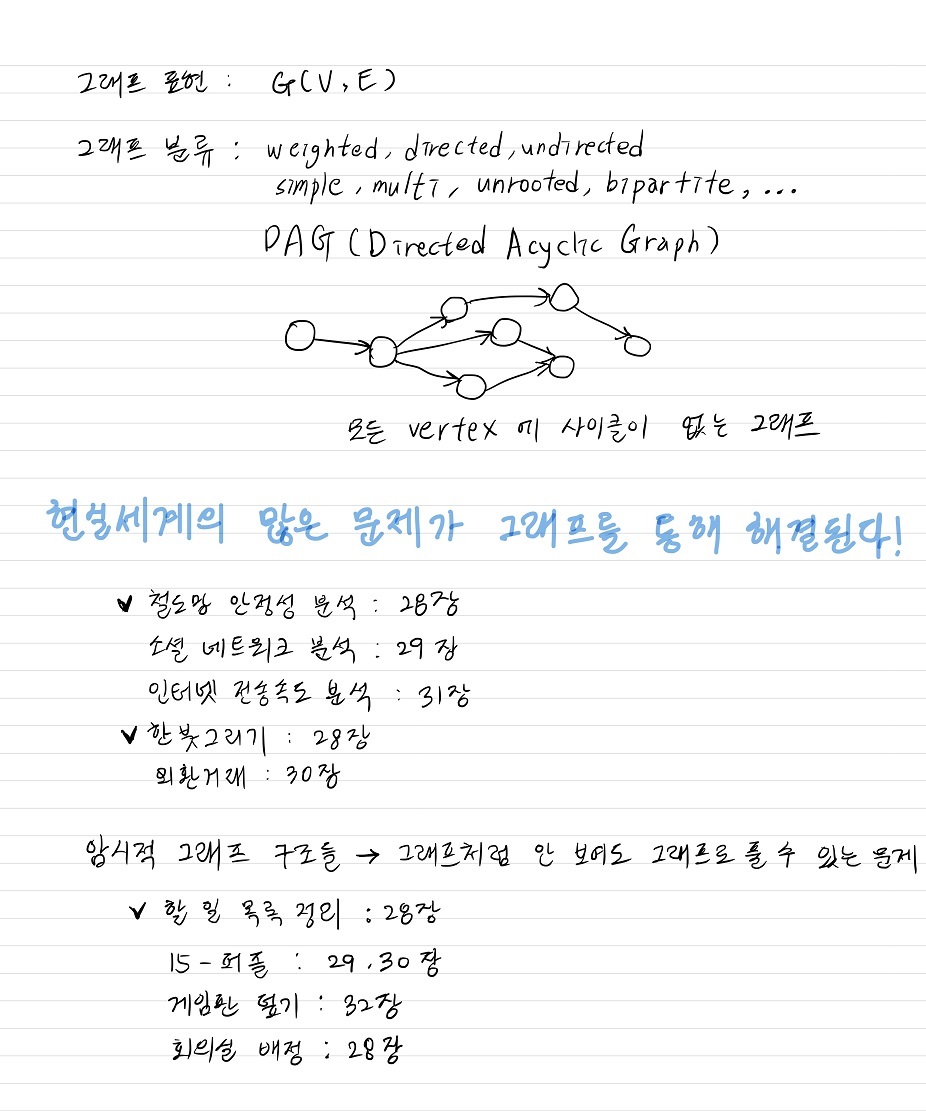 그래프 표현 : G(V, E)
그래프 분류 : weighted, directed, undirected
simple, multi, unrooted, bipartite, ...
DAG (Directed Acyclic Graph)
모든 vertex 에 사이클이 없는 그래프
현실세계의 많은 문제가 그래프를 통해 해결된다!
✓ 철도망 안정성 분석 : 28장
소셜 네트워크 분석 : 29장
인터넷 전송속도 분석 : 31장
✓ 한붓그리기 : 28장
외환거래 : 30장
암시적 그래프 구조들 → 그래프처럼 안 보여도 그래프로 풀 수 있는 문제
✓ 할 일 목록 정리 : 28장
15-퍼즐 : 29.30장
게임판 덮기 : 32장
회의실 배정 : 28장